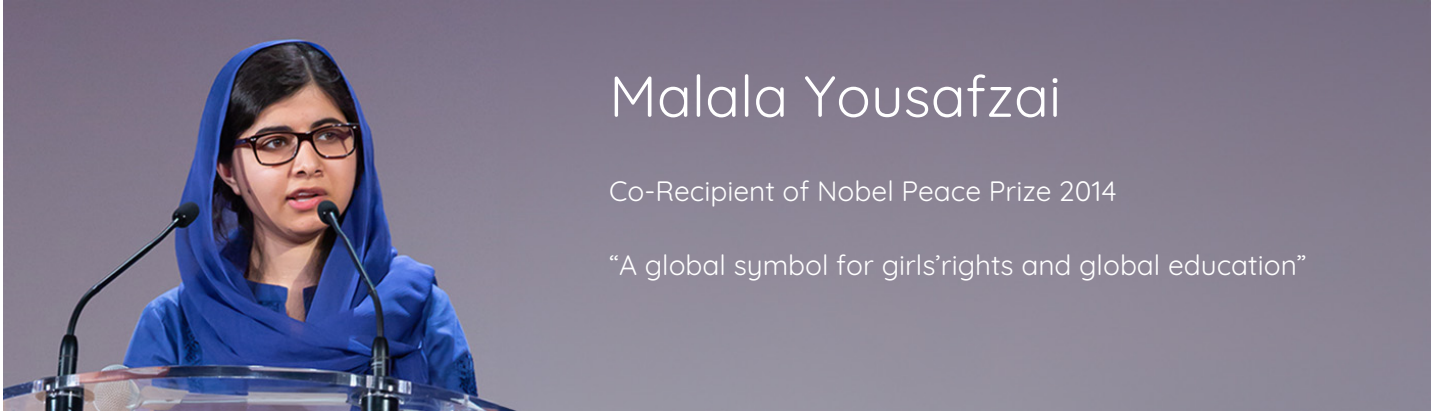 Malala Yousafzai
Co-Recipient of Nobel Peace Prize 2014
“A global symbol for girls’rights and global education”